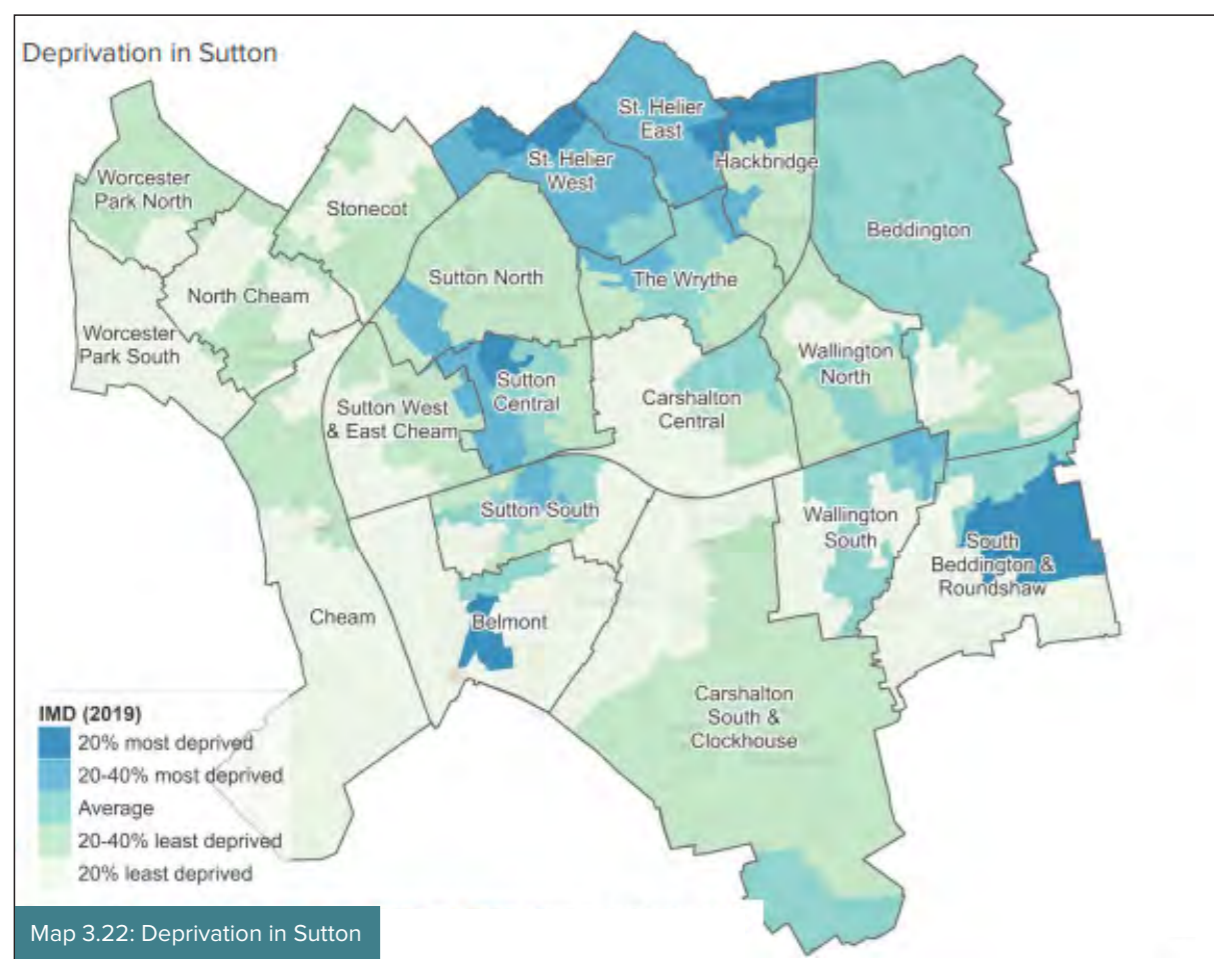 Deprivation in Sutton
St. Helier
East
Hackbridge
St. Helier
West
Worcester
Park North
Stonecot
Beddington
Sutton North
The Wrythe
North Cheam
Worcester
Park South
Wallington
North
Sutton
Central
Carshalton
Central
Sutton West
& East Cheam
Sutton South
Wallington
South
South
Beddington &
Roundshaw
Cheam
Belmont
Carshalton
South &
Clockhouse
IMD (2019)
20% most deprived
20-40% most deprived
Average
20-40% least deprived
20% least deprived
Map 3.22: Deprivation in Sutton